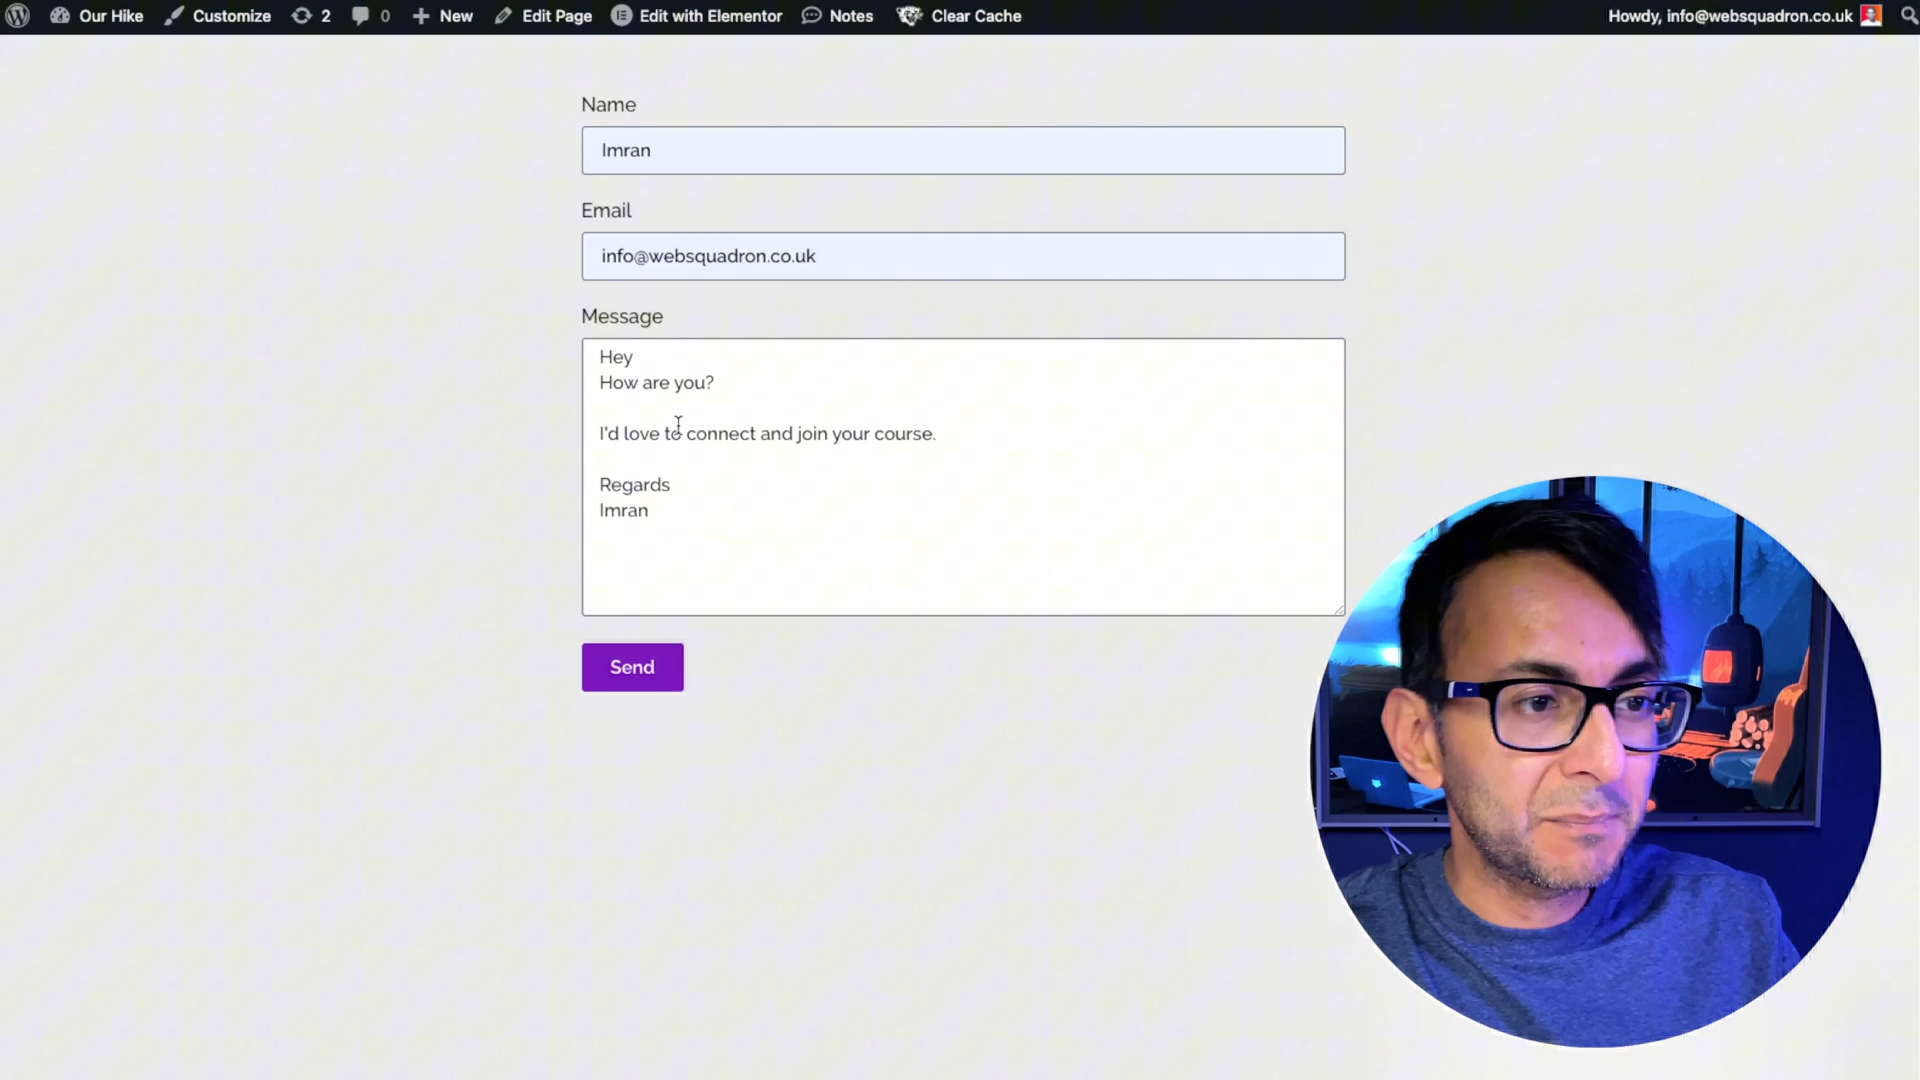 Our Hike Customize 2 0 New Edit Page Edit with Elementor Notes Clear Cache Howdy, info@websquadron.co.uk
Name
Imran
Email
info@websquadron.co.uk
Message
Hey
How are you?
I'd love to connect and join your course.
Regards
Imran
Send